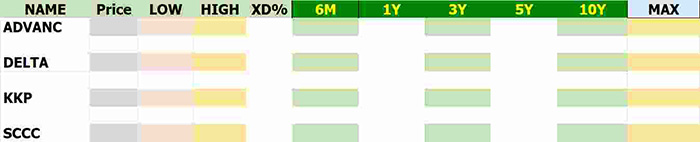 NAME Price LOW HIGH XD% 6M 1Y 3Y 5Y 10Y MAX
ADVANC
DELTA
KKP
SCCC